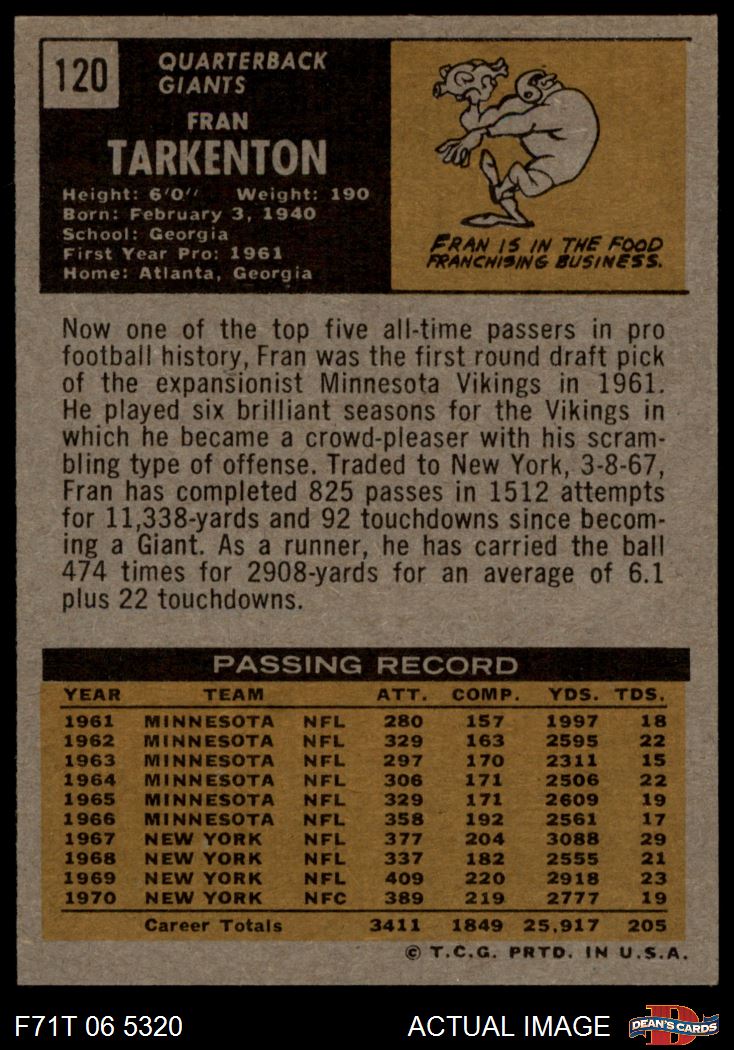 120
QUARTERBACK
GIANTS
FRAN
TARKENTON
Height: 6'0" Weight: 190
Born: February 3, 1940
School: Georgia
First Year Pro: 1961
Home: Atlanta, Georgia
FRAN IS IN THE FOOD
FRANCHISING BUSINESS.
Now one of the top five all-time passers in pro
football history, Fran was the first round draft pick
of the expansionist Minnesota Vikings in 1961.
He played six brilliant seasons for the Vikings in
which he became a crowd-pleaser with his scram-
bling type of offense. Traded to New York, 3-8-67,
Fran has completed 825 passes in 1512 attempts
for 11,338-yards and 92 touchdowns since becom-
ing a Giant. As a runner, he has carried the ball
474 times for 2908-yards for an average of 6.1
plus 22 touchdowns.
PASSING RECORD
YEAR TEAM ATT. COMP. YDS. TDS.
1961 MINNESOTA NFL 280 157 1997 18
1962 MINNESOTA NFL 329 163 2595 22
1963 MINNESOTA NFL 297 170 2311 15
1964 MINNESOTA NFL 306 171 2506 22
1965 MINNESOTA NFL 329 171 2609 19
1966 MINNESOTA NFL 358 192 2561 17
1967 NEW YORK NFL 377 204 3088 29
1968 NEW YORK NFL 337 182 2555 21
1969 NEW YORK NFL 409 220 2918 23
1970 NEW YORK NFC 389 219 2777 19
Career Totals 3411 1849 25,917 205
© T.C.G. PRTD. IN U.S.A.
F71T 06 5320 ACTUAL IMAGE
D
DEAN'S CARDS